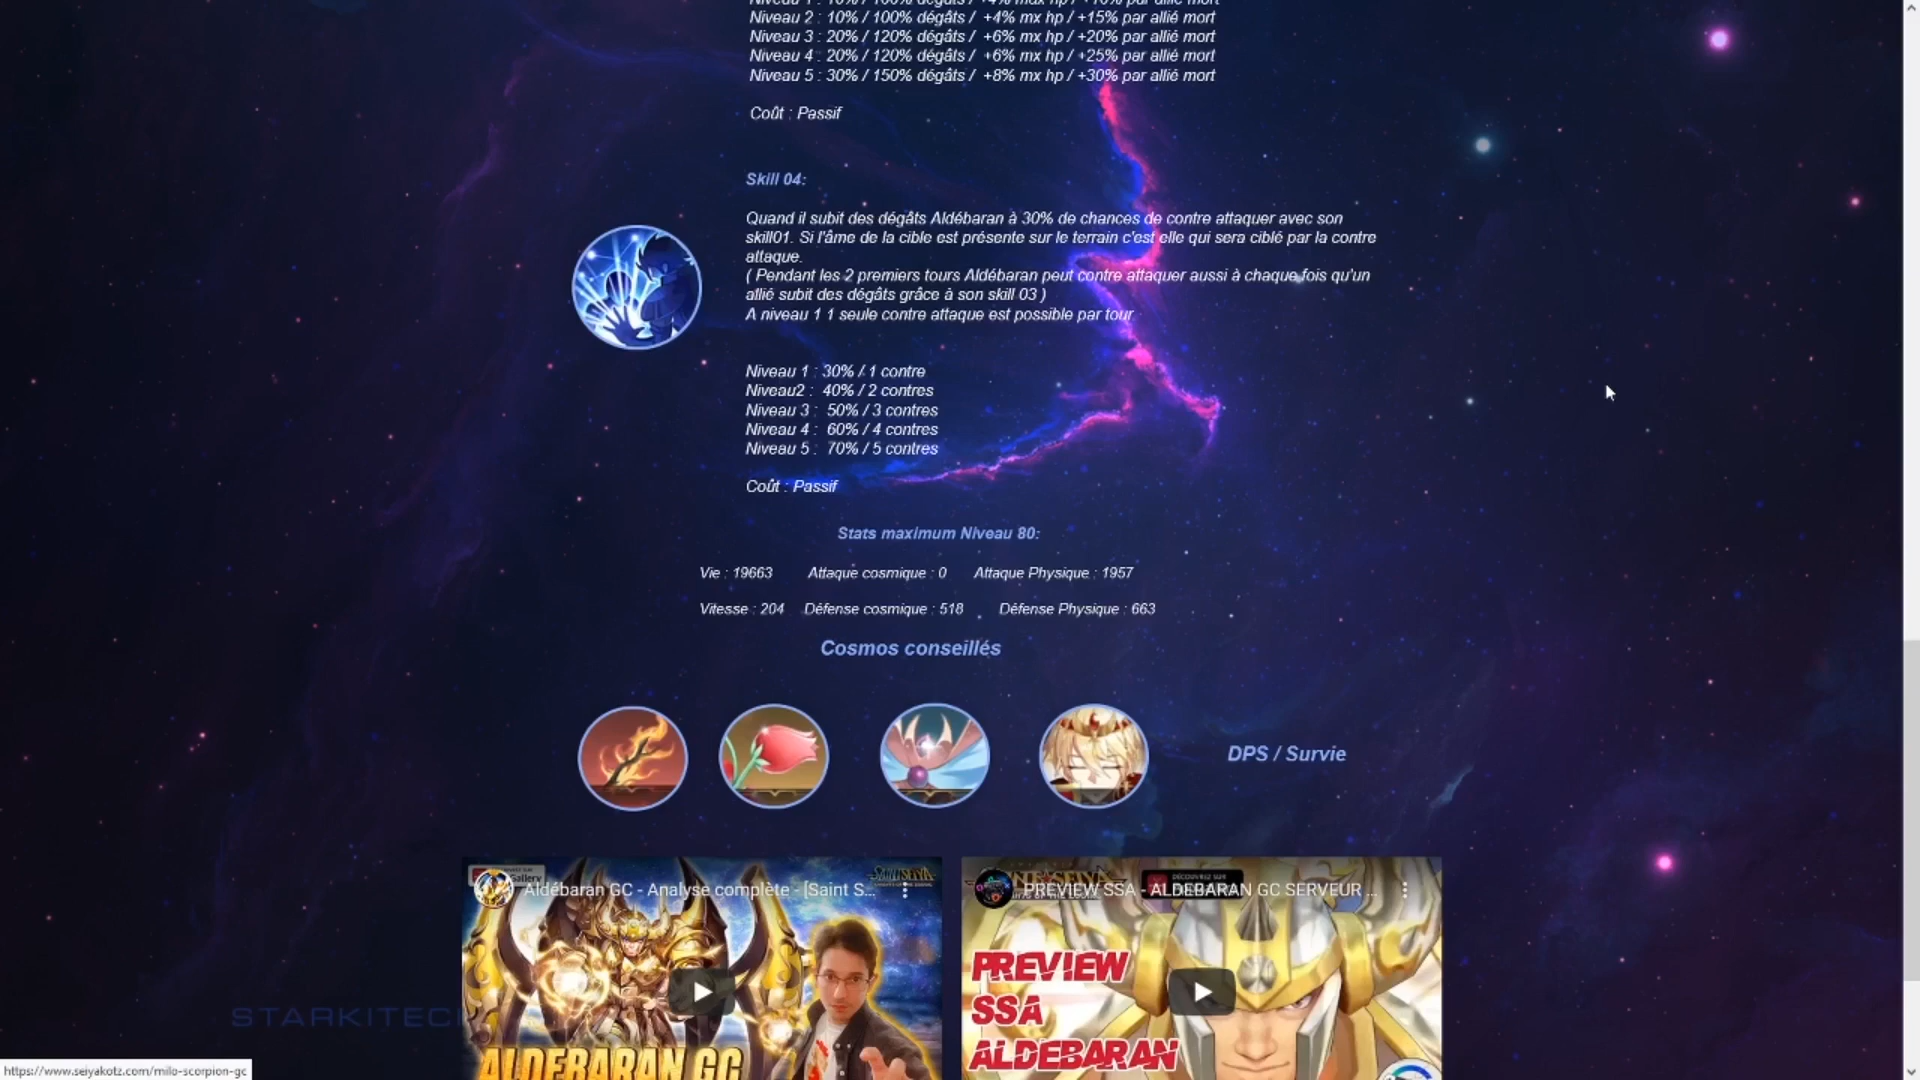 Niveau 2 : 10% / 100% dégâts /  +4% mx hp / +15% par allié mort
Niveau 3 : 20% / 120% dégâts /  +6% mx hp / +20% par allié mort
Niveau 4 : 20% / 120% dégâts /  +6% mx hp / +25% par allié mort
Niveau 5 : 30% / 150% dégâts /  +8% mx hp / +30% par allié mort
Coût : Passif
Skill 04:
Quand il subit des dégâts Aldébaran à 30% de chances de contre attaquer avec son
skill01. Si l'âme de la cible est présente sur le terrain c'est elle qui sera ciblé par la contre
attaque.
( Pendant les 2 premiers tours Aldébaran peut contre attaquer aussi à chaque fois qu'un
allié subit des dégâts grâce à son skill 03 )
A niveau 1 1 seule contre attaque est possible par tour
Niveau 1 : 30% / 1 contre
Niveau2 :  40% / 2 contres
Niveau 3 :  50% / 3 contres
Niveau 4 :  60% / 4 contres
Niveau 5 :  70% / 5 contres
Coût : Passif
Stats maximum Niveau 80:
Vie : 19663 Attaque cosmique : 0 Attaque Physique : 1957
Vitesse : 204 Défense cosmique : 518 Défense Physique : 663
Cosmos conseillés
DPS / Survie
Aldébaran GC - Analyse complète - [Saint S...
PREVIEW SSA - ALDEBARAN GC SERVEUR ...
PREVIEW
SSA
ALDEBARAN
ALDEBARAN GC
STARKITEC
https://www.seiyakotz.com/milo-scorpion-gc